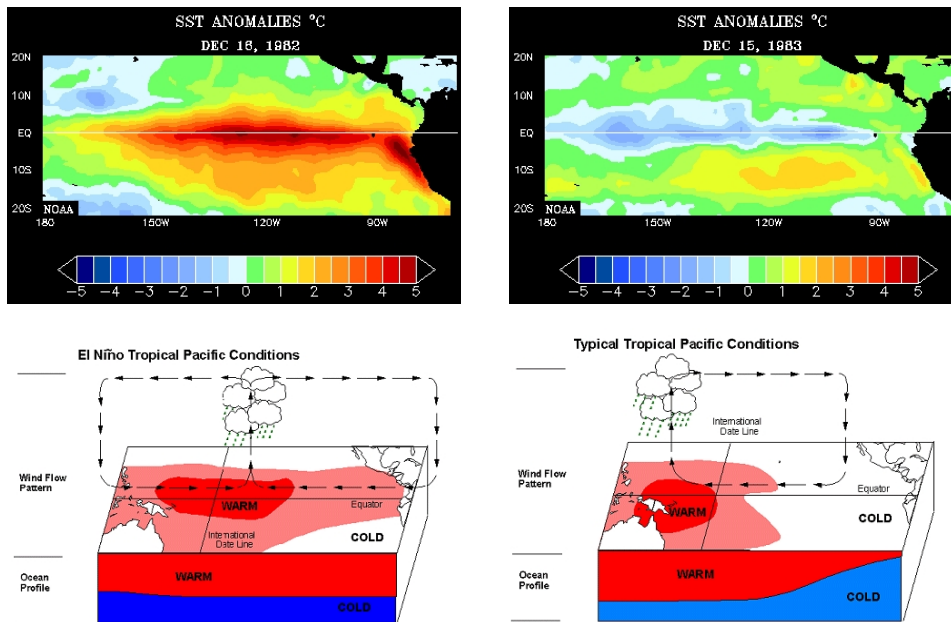 SST ANOMALIES °C
DEC 16, 1982
20N
10N
EQ
10S
20S
NOAA
180 150W 120W 90W
-5 -4 -3 -2 -1 0 1 2 3 4 5
SST ANOMALIES °C
DEC 15, 1983
20N
10N
EQ
10S
20S
NOAA
180 150W 120W 90W
-5 -4 -3 -2 -1 0 1 2 3 4 5
El Niño Tropical Pacific Conditions
Wind Flow
Pattern
WARM
Equator
International
Date Line
COLD
Ocean
Profile
WARM
COLD
Typical Tropical Pacific Conditions
International
Date Line
Wind Flow
Pattern
Equator
WARM
COLD
Ocean
Profile
WARM
COLD